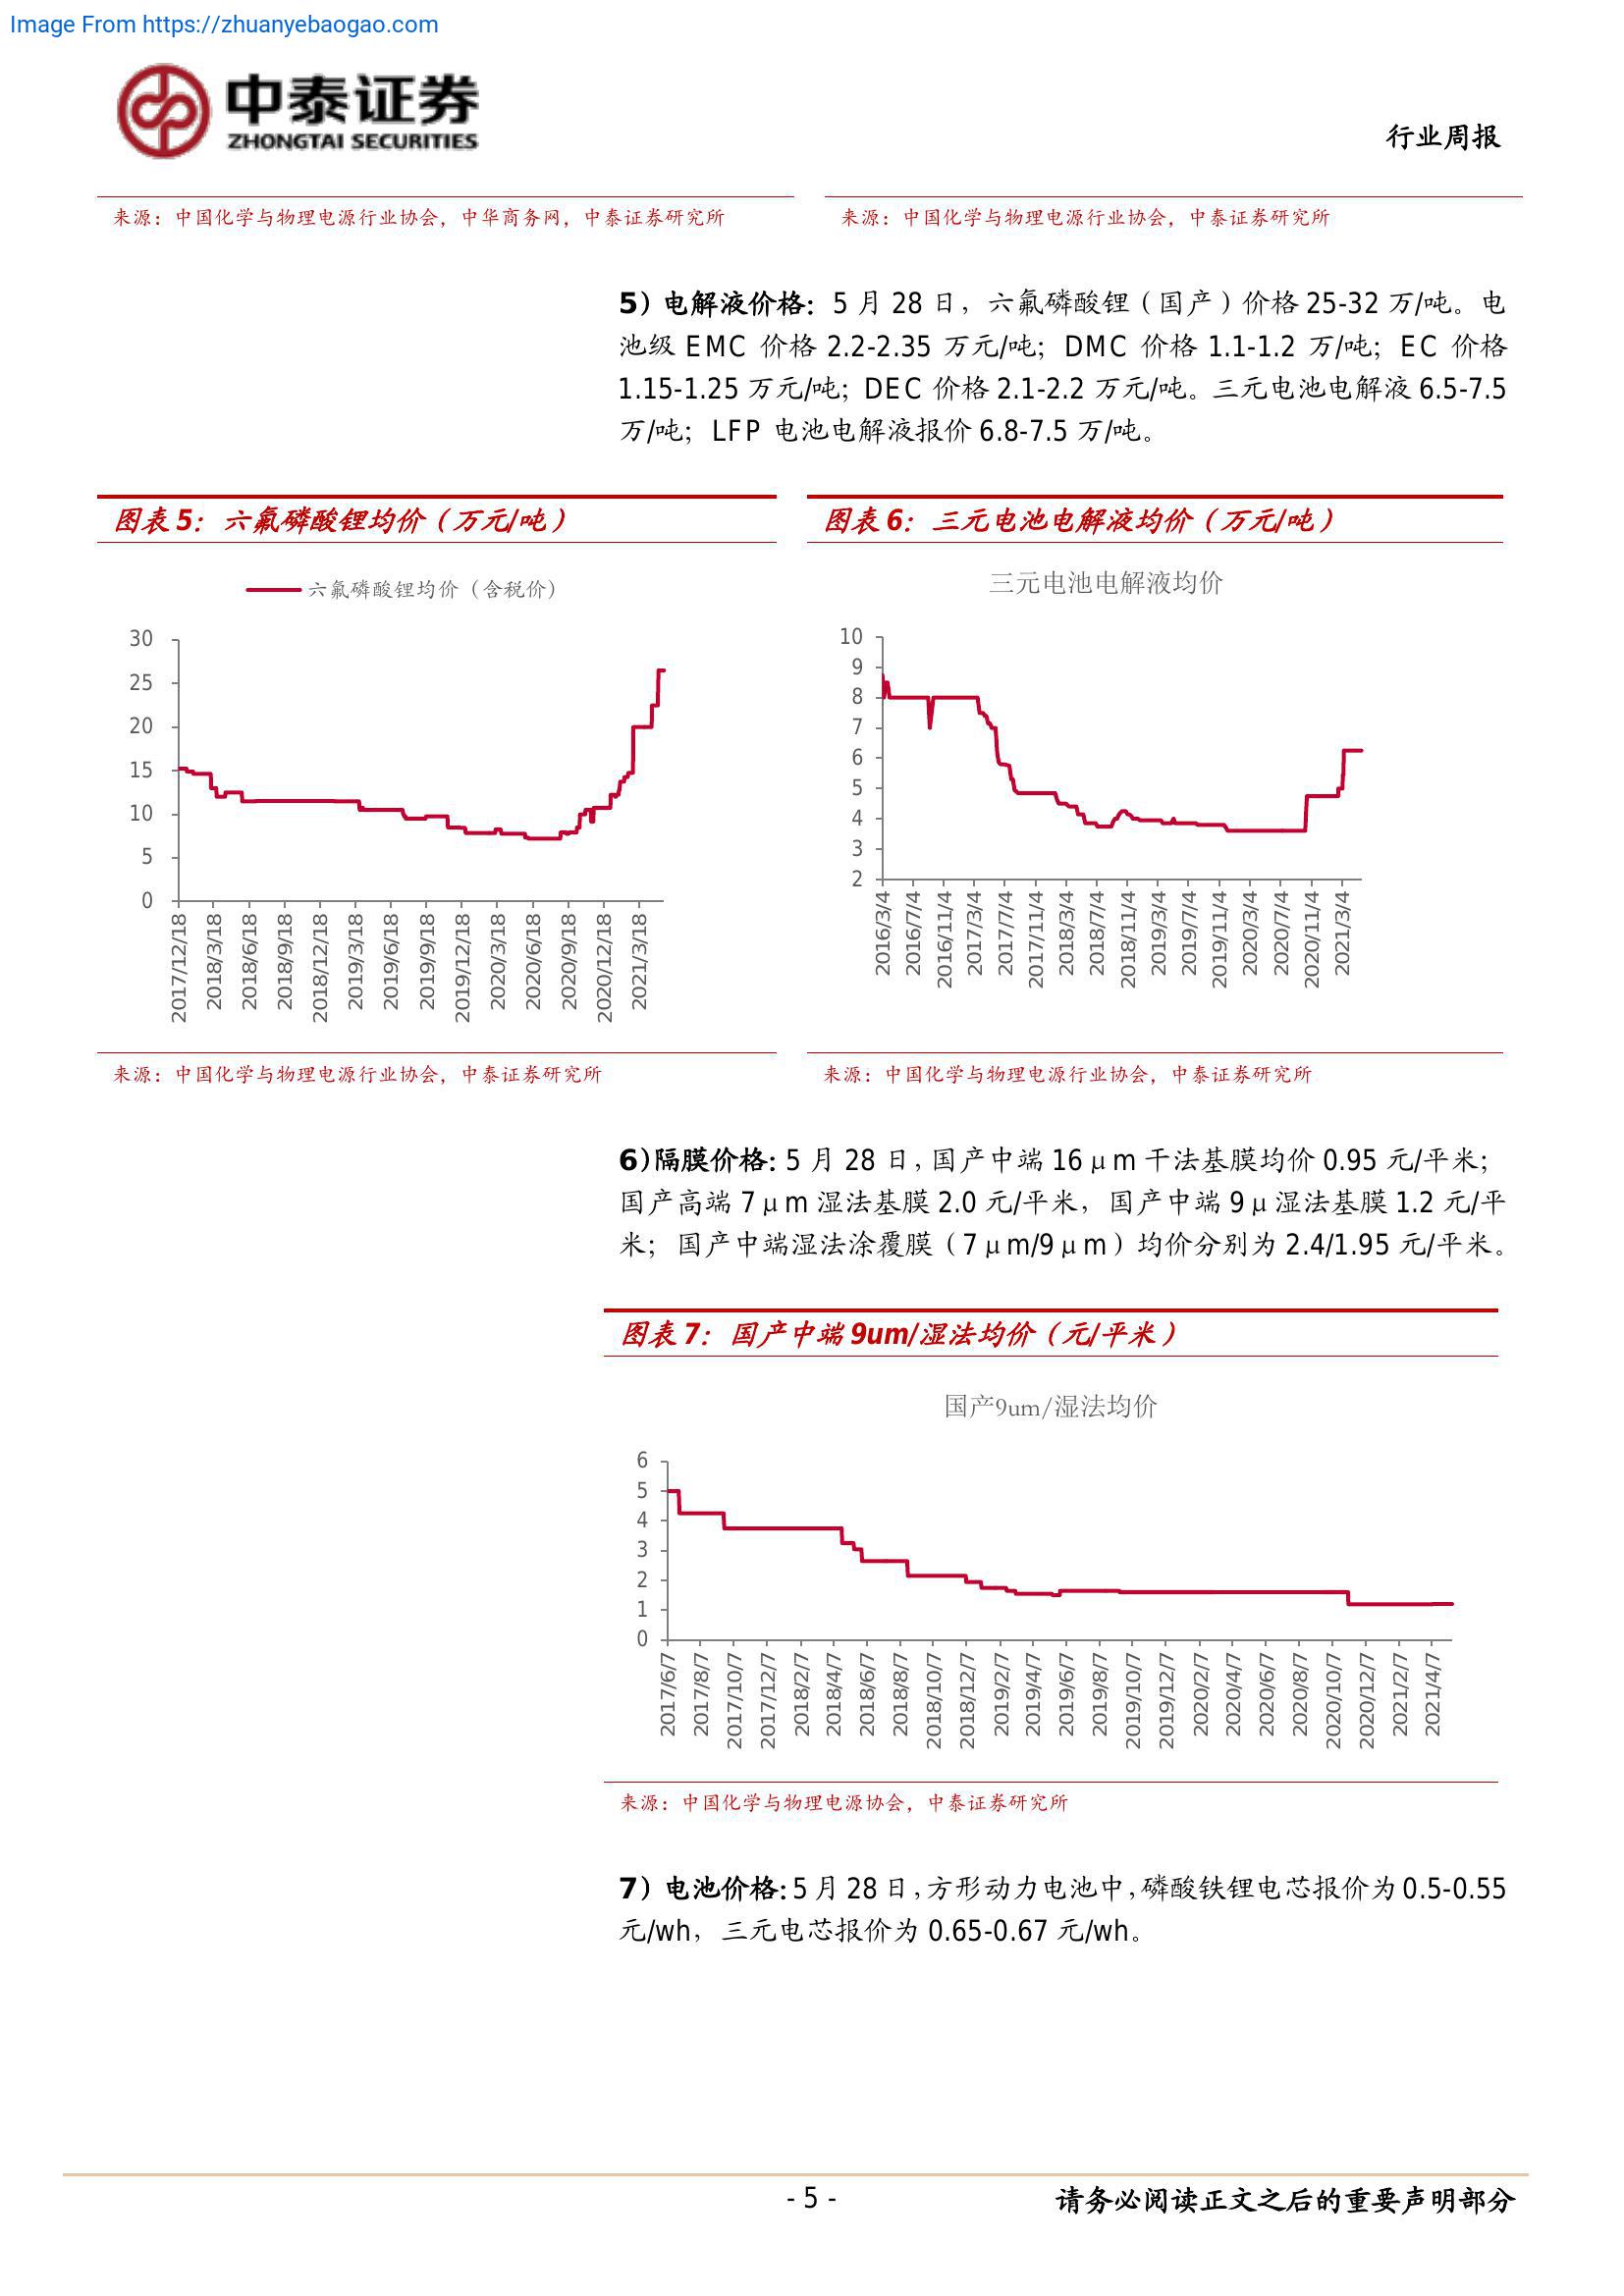 Image From https://zhuanyebaogao.com
中泰证券
ZHONGTAI SECURITIES
行业周报
来源：中国化学与物理电源行业协会，中华商务网，中泰证券研究所
来源：中国化学与物理电源行业协会，中泰证券研究所
5）电解液价格：5 月 28 日，六氟磷酸锂（国产）价格 25-32 万/吨。电
池级 EMC 价格 2.2-2.35 万元/吨；DMC 价格 1.1-1.2 万/吨；EC 价格
1.15-1.25 万元/吨；DEC 价格 2.1-2.2 万元/吨。三元电池电解液 6.5-7.5
万/吨；LFP 电池电解液报价 6.8-7.5 万/吨。
图表 5：六氟磷酸锂均价（万元/吨）
六氟磷酸锂均价（含税价）
30
25
20
15
10
5
0
2017/12/18
2018/3/18
2018/6/18
2018/9/18
2018/12/18
2019/3/18
2019/6/18
2019/9/18
2019/12/18
2020/3/18
2020/6/18
2020/9/18
2020/12/18
2021/3/18
来源：中国化学与物理电源行业协会，中泰证券研究所
图表 6：三元电池电解液均价（万元/吨）
三元电池电解液均价
10
9
8
7
6
5
4
3
2
2016/3/4
2016/7/4
2016/11/4
2017/3/4
2017/7/4
2017/11/4
2018/3/4
2018/7/4
2018/11/4
2019/3/4
2019/7/4
2019/11/4
2020/3/4
2020/7/4
2020/11/4
2021/3/4
来源：中国化学与物理电源行业协会，中泰证券研究所
6）隔膜价格：5 月 28 日，国产中端 16μm 干法基膜均价 0.95 元/平米；
国产高端 7μm 湿法基膜 2.0 元/平米，国产中端 9μ湿法基膜 1.2 元/平
米；国产中端湿法涂覆膜（7μm/9μm）均价分别为 2.4/1.95 元/平米。
图表 7：国产中端 9um/湿法均价（元/平米）
国产9um/湿法均价
6
5
4
3
2
1
0
2017/6/7
2017/8/7
2017/10/7
2017/12/7
2018/2/7
2018/4/7
2018/6/7
2018/8/7
2018/10/7
2018/12/7
2019/2/7
2019/4/7
2019/6/7
2019/8/7
2019/10/7
2019/12/7
2020/2/7
2020/4/7
2020/6/7
2020/8/7
2020/10/7
2020/12/7
2021/2/7
2021/4/7
来源：中国化学与物理电源协会，中泰证券研究所
7）电池价格：5 月 28 日，方形动力电池中，磷酸铁锂电芯报价为 0.5-0.55
元/wh，三元电芯报价为 0.65-0.67 元/wh。
- 5 -
请务必阅读正文之后的重要声明部分